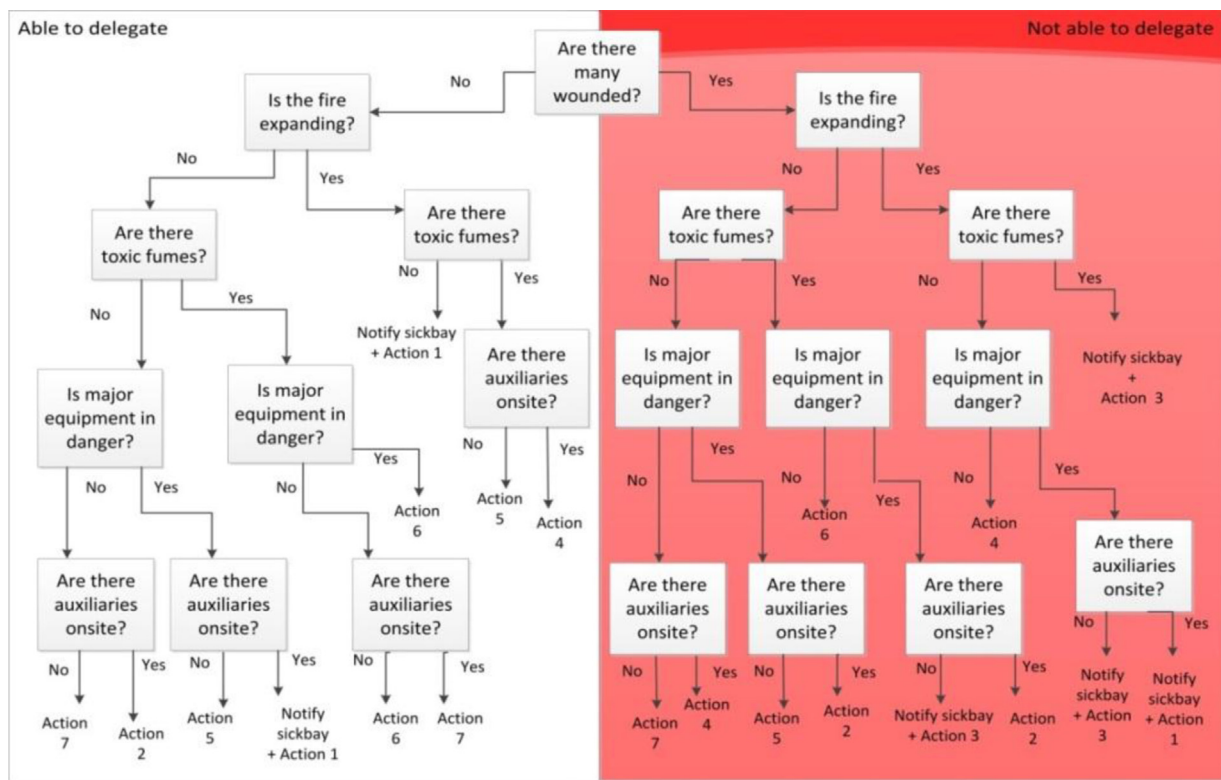 Able to delegate
Not able to delegate
Are there
many
wounded?
No
Yes
Is the fire
expanding?
Is the fire
expanding?
No
Yes
No
Yes
Are there
toxic fumes?
Are there
toxic fumes?
Are there
toxic fumes?
Are there
toxic fumes?
No
Yes
No
Yes
No
Yes
No
Yes
Notify sickbay
+ Action 1
Notify sickbay
+
Action 3
Is major
equipment in
danger?
Is major
equipment in
danger?
Are there
auxiliaries
onsite?
Is major
equipment in
danger?
Is major
equipment in
danger?
Is major
equipment in
danger?
No
Yes
No
Yes
No
Yes
No
Yes
No
Yes
No
Yes
Action
6
Action
5
Action
4
Action
6
Action
4
Are there
auxiliaries
onsite?
Are there
auxiliaries
onsite?
Are there
auxiliaries
onsite?
Are there
auxiliaries
onsite?
Are there
auxiliaries
onsite?
Are there
auxiliaries
onsite?
Are there
auxiliaries
onsite?
No
Yes
No
Yes
No
Yes
No
Yes
No
Yes
No
Yes
No
Yes
Action
7
Action
2
Action
5
Notify
sickbay
+ Action 1
Action
6
Action
7
Action
7
Action
4
Action
5
Action
2
Notify sickbay
+ Action 3
Action
2
Notify
sickbay
+ Action
3
Notify
sickbay
+ Action
1